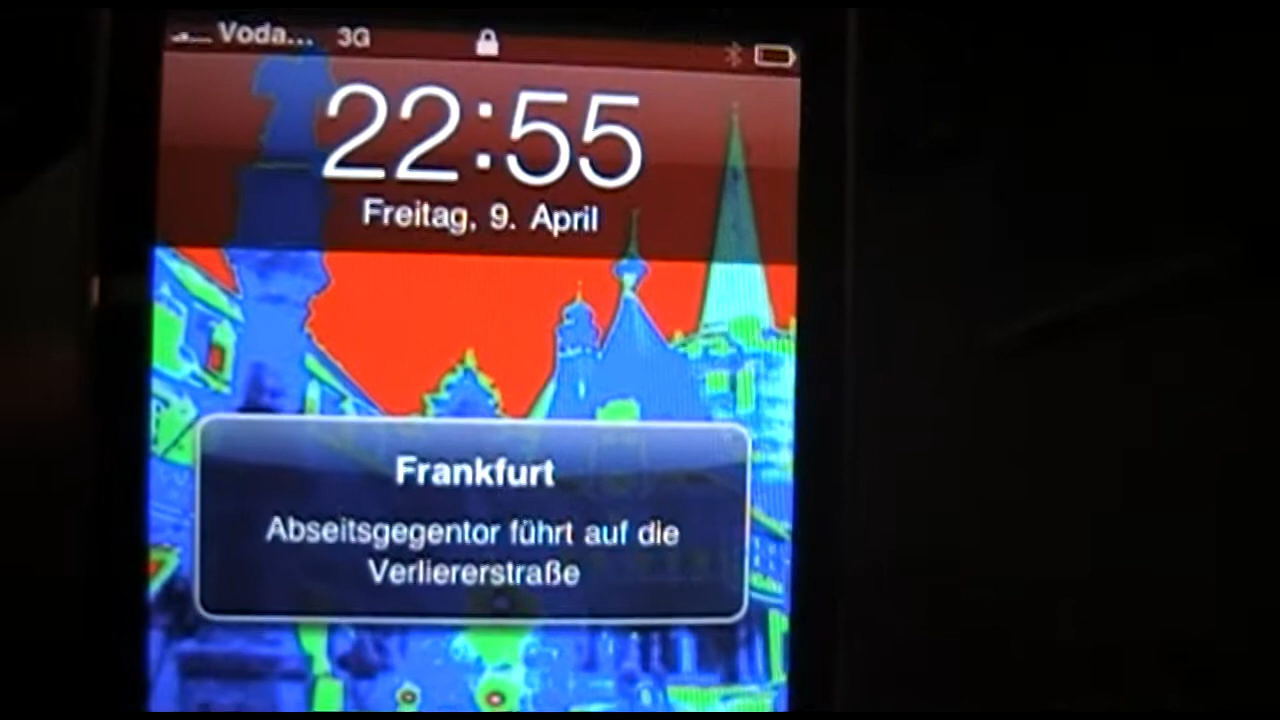 Voda... 3G
22:55
Freitag, 9. April
Frankfurt
Abseitsgegentor führt auf die
Verliererstraße